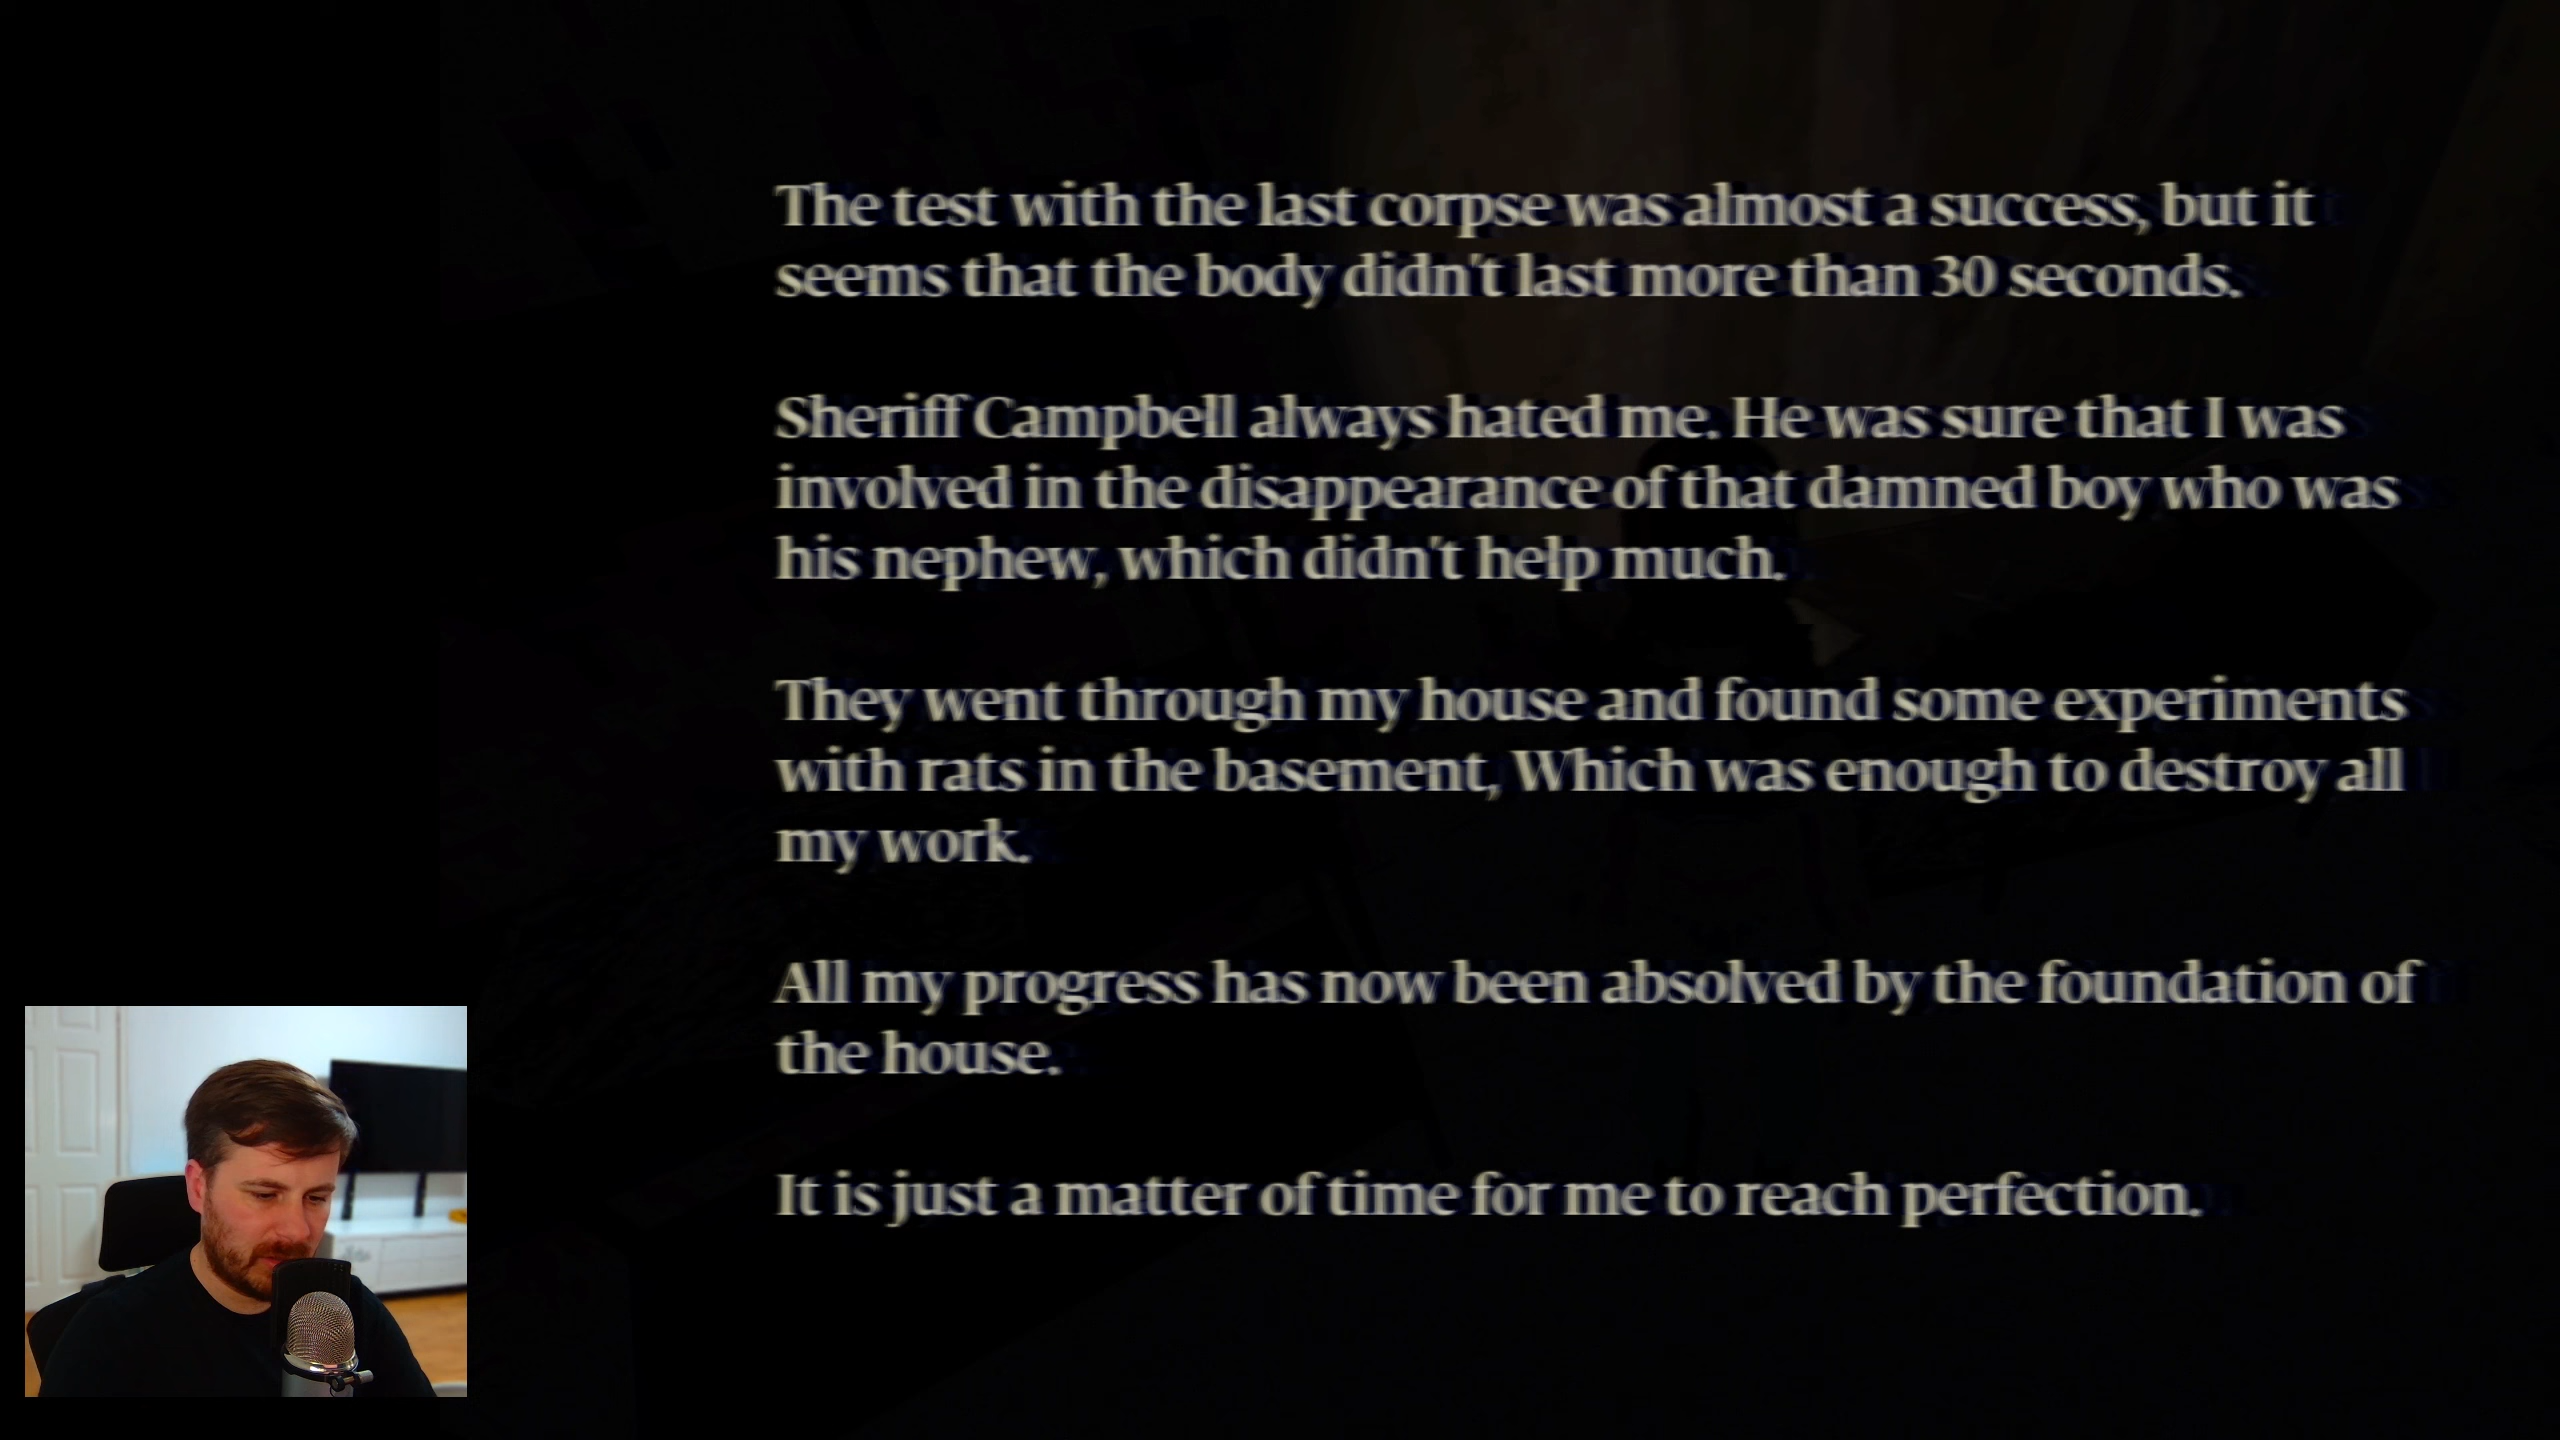 The test with the last corpse was almost a success, but it
seems that the body didn't last more than 30 seconds.
Sheriff Campbell always hated me. He was sure that I was
involved in the disappearance of that damned boy who was
his nephew, which didn't help much.
They went through my house and found some experiments
with rats in the basement, Which was enough to destroy all
my work.
All my progress has now been absolved by the foundation of
the house.
It is just a matter of time for me to reach perfection.